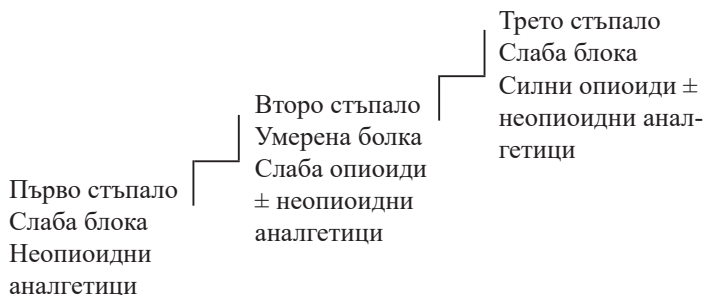 Първо стъпало
Слаба блока
Неопиоидни
аналгетици
Второ стъпало
Умерена болка
Слаба опиоиди
± неопиоидни
аналгетици
Трето стъпало
Слаба блока
Силни опиоиди ±
неопиоидни анал-
гетици